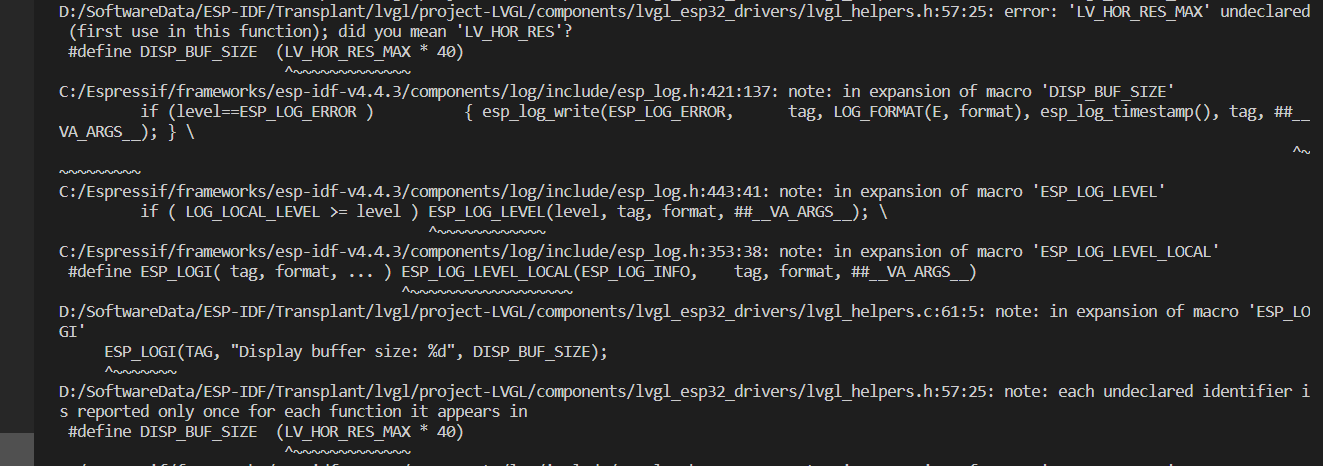 D:/SoftwareData/ESP-IDF/Transplant/lvgl/project-LVGL/components/lvgl_esp32_drivers/lvgl_helpers.h:57:25: error: 'LV_HOR_RES_MAX' undeclared
 (first use in this function); did you mean 'LV_HOR_RES'?
 #define DISP_BUF_SIZE  (LV_HOR_RES_MAX * 40)
                         ^~~~~~~~~~~~~~
C:/Espressif/frameworks/esp-idf-v4.4.3/components/log/include/esp_log.h:421:137: note: in expansion of macro 'DISP_BUF_SIZE'
         if (level==ESP_LOG_ERROR )          { esp_log_write(ESP_LOG_ERROR,      tag, LOG_FORMAT(E, format), esp_log_timestamp(), tag, ##__
VA_ARGS__); } \
^~
~~~~~~~~~
C:/Espressif/frameworks/esp-idf-v4.4.3/components/log/include/esp_log.h:443:41: note: in expansion of macro 'ESP_LOG_LEVEL'
         if ( LOG_LOCAL_LEVEL >= level ) ESP_LOG_LEVEL(level, tag, format, ##__VA_ARGS__); \
                                         ^~~~~~~~~~~~~
C:/Espressif/frameworks/esp-idf-v4.4.3/components/log/include/esp_log.h:353:38: note: in expansion of macro 'ESP_LOG_LEVEL_LOCAL'
 #define ESP_LOGI( tag, format, ... ) ESP_LOG_LEVEL_LOCAL(ESP_LOG_INFO,    tag, format, ##__VA_ARGS__)
                                      ^~~~~~~~~~~~~~~~~~~
D:/SoftwareData/ESP-IDF/Transplant/lvgl/project-LVGL/components/lvgl_esp32_drivers/lvgl_helpers.c:61:5: note: in expansion of macro 'ESP_LO
GI'
     ESP_LOGI(TAG, "Display buffer size: %d", DISP_BUF_SIZE);
     ^~~~~~~~
D:/SoftwareData/ESP-IDF/Transplant/lvgl/project-LVGL/components/lvgl_esp32_drivers/lvgl_helpers.h:57:25: note: each undeclared identifier i
s reported only once for each function it appears in
 #define DISP_BUF_SIZE  (LV_HOR_RES_MAX * 40)
                         ^~~~~~~~~~~~~~